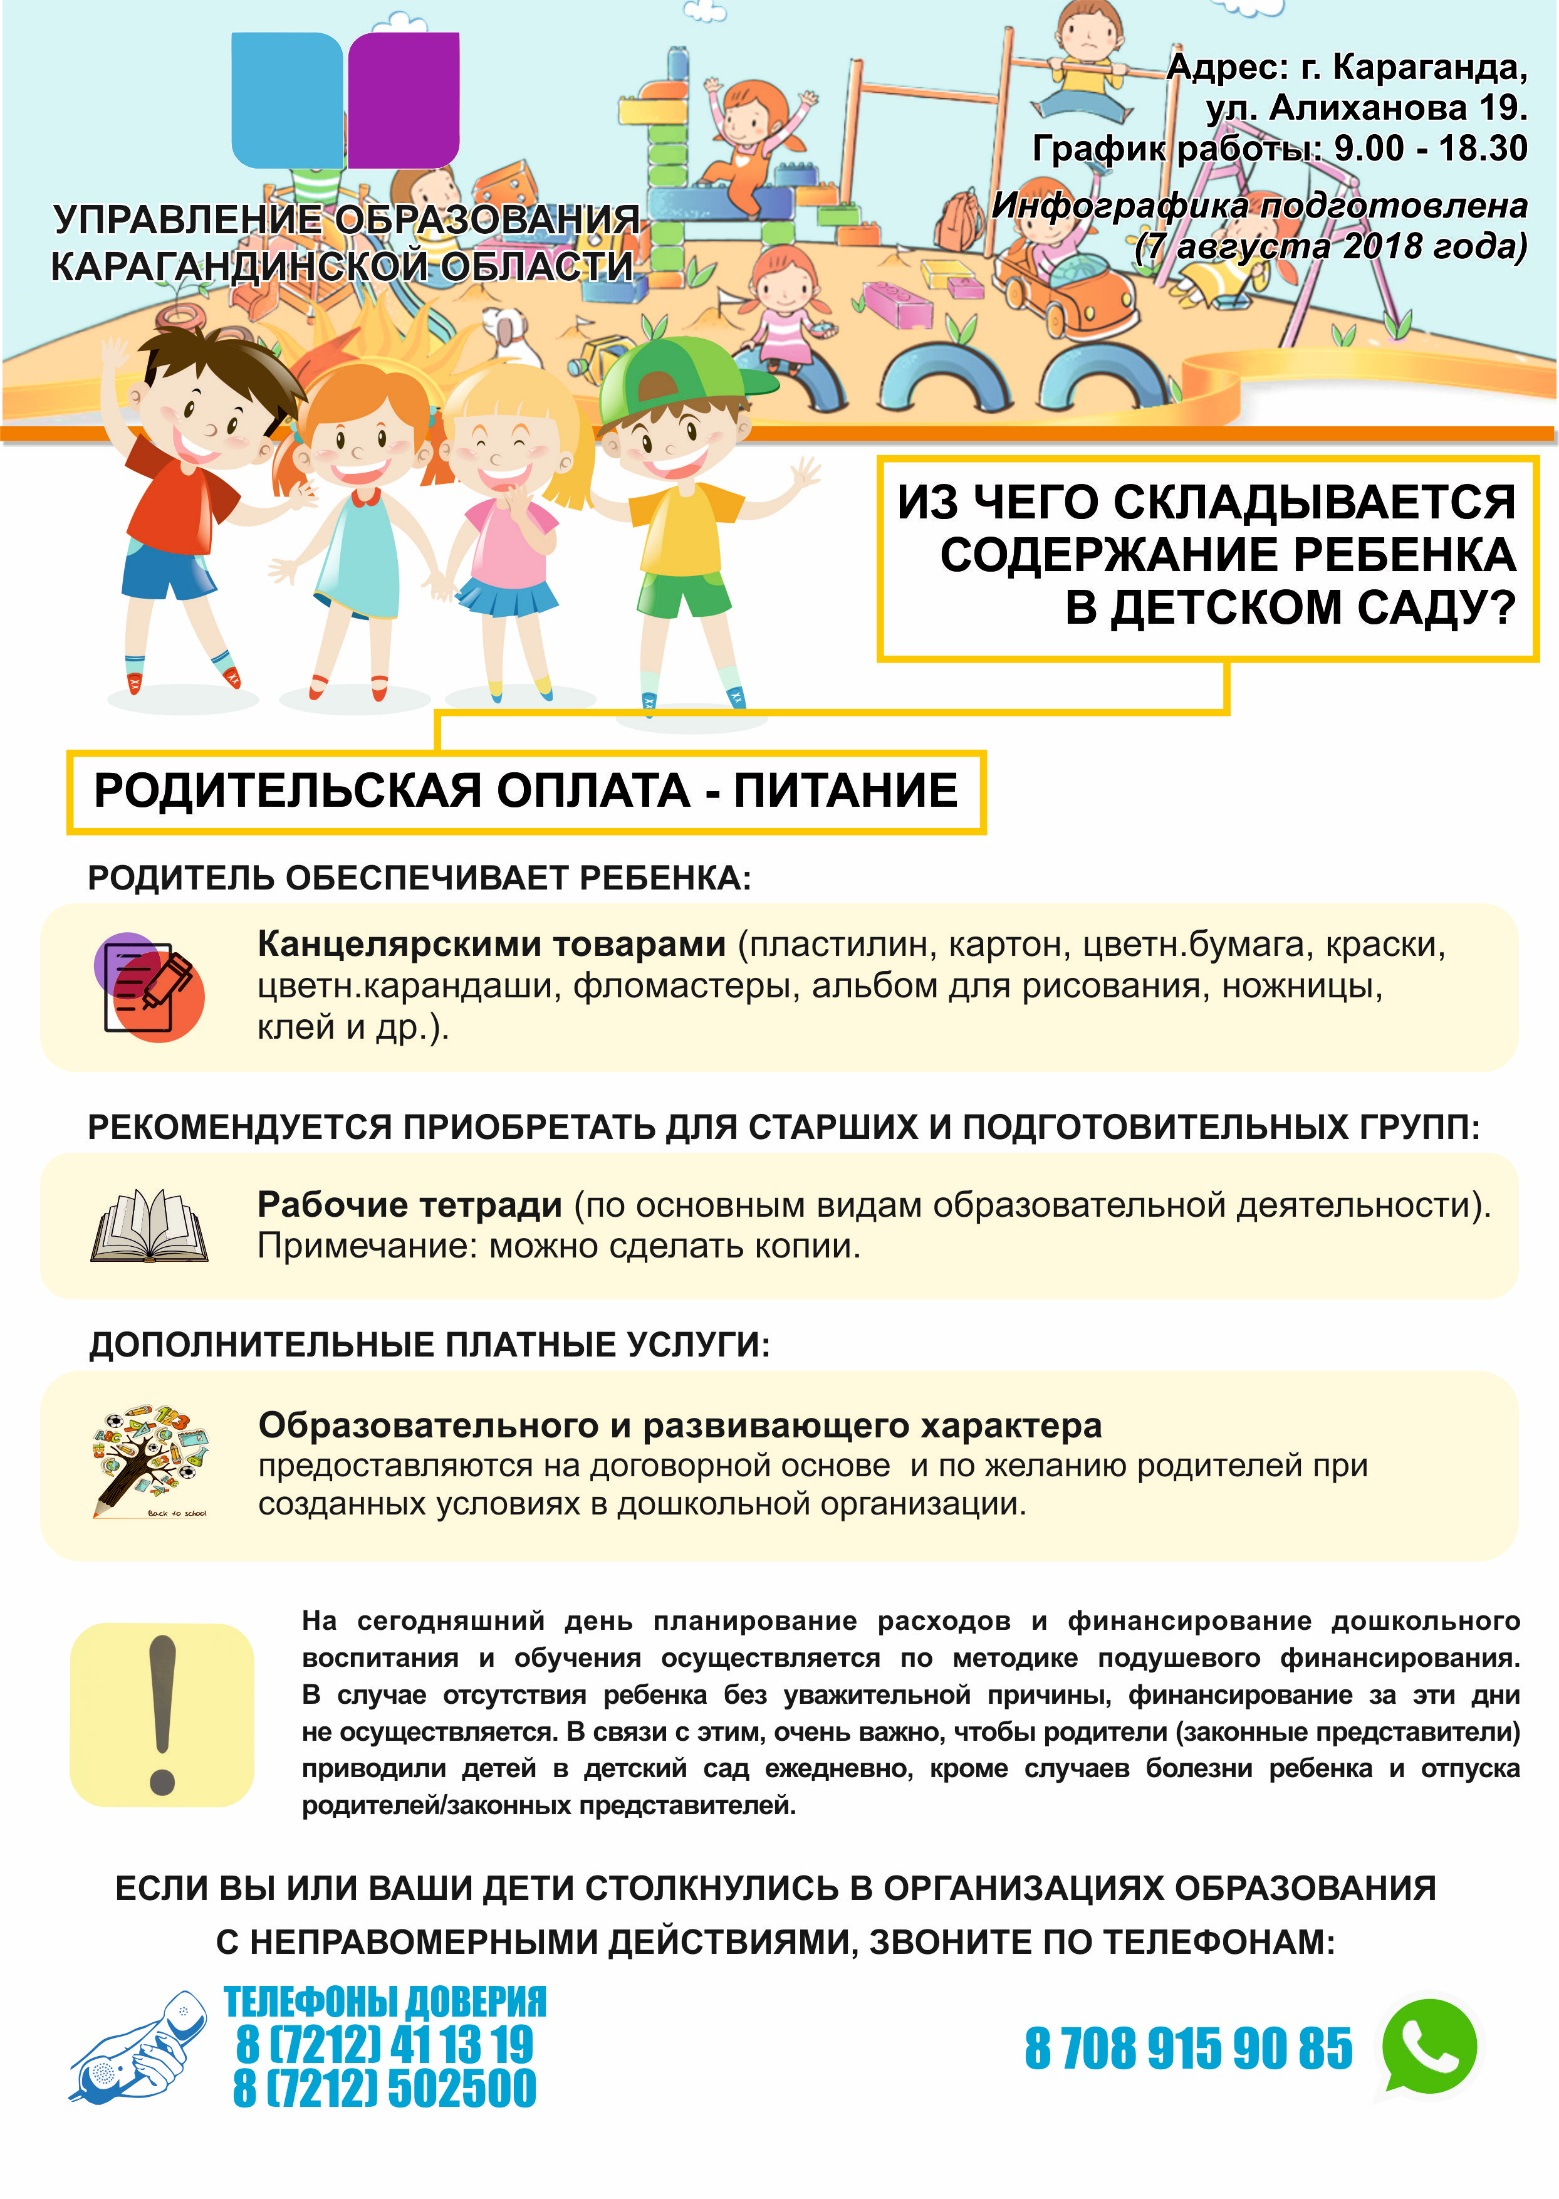 УПРАВЛЕНИЕ ОБРАЗОВАНИЯ
КАРАГАНДИНСКОЙ ОБЛАСТИ
Адрес: г. Караганда,
ул. Алиханова 19.
График работы: 9.00 - 18.30
Инфографика подготовлена
(7 августа 2018 года)
ИЗ ЧЕГО СКЛАДЫВАЕТСЯ
СОДЕРЖАНИЕ РЕБЕНКА
В ДЕТСКОМ САДУ?
РОДИТЕЛЬСКАЯ ОПЛАТА - ПИТАНИЕ
РОДИТЕЛЬ ОБЕСПЕЧИВАЕТ РЕБЕНКА:
Канцелярскими товарами (пластилин, картон, цветн.бумага, краски,
цветн.карандаши, фломастеры, альбом для рисования, ножницы,
клей и др.).
РЕКОМЕНДУЕТСЯ ПРИОБРЕТАТЬ ДЛЯ СТАРШИХ И ПОДГОТОВИТЕЛЬНЫХ ГРУПП:
Рабочие тетради (по основным видам образовательной деятельности).
Примечание: можно сделать копии.
ДОПОЛНИТЕЛЬНЫЕ ПЛАТНЫЕ УСЛУГИ:
123
ABC
Back to school
Образовательного и развивающего характера
предоставляются на договорной основе и по желанию родителей при
созданных условиях в дошкольной организации.
На сегодняшний день планирование расходов и финансирование дошкольного
воспитания и обучения осуществляется по методике подушевого финансирования.
В случае отсутствия ребенка без уважительной причины, финансирование за эти дни
не осуществляется. В связи с этим, очень важно, чтобы родители (законные представители)
приводили детей в детский сад ежедневно, кроме случаев болезни ребенка и отпуска
родителей/законных представителей.
ЕСЛИ ВЫ ИЛИ ВАШИ ДЕТИ СТОЛКНУЛИСЬ В ОРГАНИЗАЦИЯХ ОБРАЗОВАНИЯ
С НЕПРАВОМЕРНЫМИ ДЕЙСТВИЯМИ, ЗВОНИТЕ ПО ТЕЛЕФОНАМ:
ТЕЛЕФОНЫ ДОВЕРИЯ
8 (7212) 41 13 19
8 (7212) 502500
8 708 915 90 85